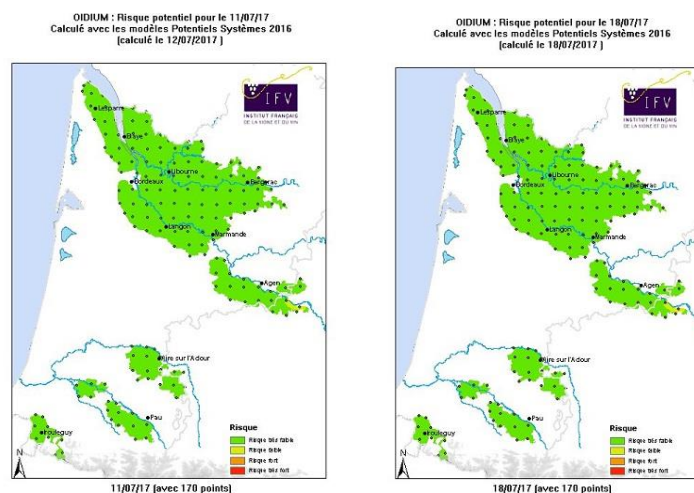 OIDIUM : Risque potentiel pour le 11/07/17
Calculé avec les modèles Potentiels Systèmes 2016
(calculé le 12/07/2017 )
IFV
INSTITUT FRANÇAIS
DE LA VIGNE ET DU VIN
Lesparre
Blaye
Libourne
Bordeaux
Bergerac
Langon
Marmande
Agen
Aire sur l'Adour
Pau
Irouleguy
Risque
Risque très faible
Risque faible
Risque fort
Risque très fort
N
11/07/17 (avec 170 points)
OIDIUM : Risque potentiel pour le 18/07/17
Calculé avec les modèles Potentiels Systèmes 2016
(calculé le 18/07/2017 )
IFV
INSTITUT FRANÇAIS
DE LA VIGNE ET DU VIN
Lesparre
Blaye
Libourne
Bordeaux
Bergerac
Langon
Marmande
Agen
Aire sur l'Adour
Pau
Irouleguy
Risque
Risque très faible
Risque faible
Risque fort
Risque très fort
N
18/07/17 (avec 170 points)